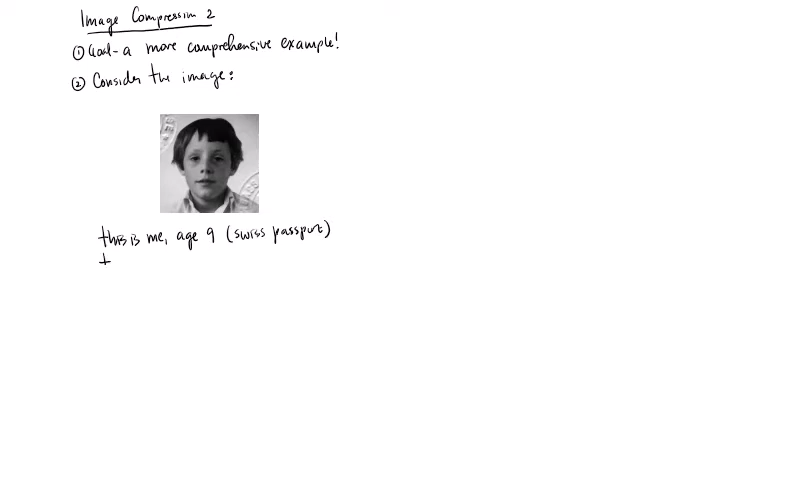 Image Compression 2
① Goal - a more comprehensive example!
② Consider the image:
this is me, age 9 (swiss passport)
t